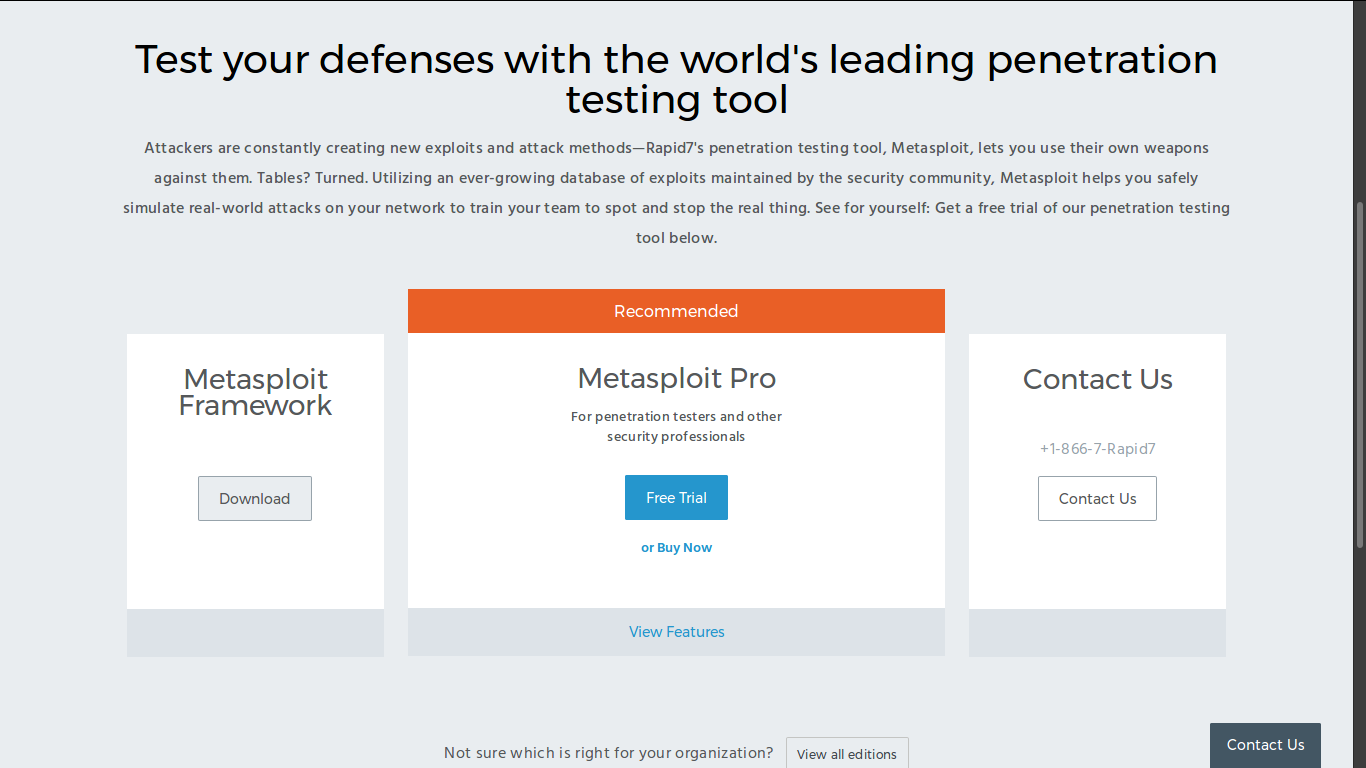 Test your defenses with the world's leading penetration
testing tool
Attackers are constantly creating new exploits and attack methods—Rapid7's penetration testing tool, Metasploit, lets you use their own weapons
against them. Tables? Turned. Utilizing an ever-growing database of exploits maintained by the security community, Metasploit helps you safely
simulate real-world attacks on your network to train your team to spot and stop the real thing. See for yourself: Get a free trial of our penetration testing
tool below.
Metasploit
Framework
Download
Recommended
Metasploit Pro
For penetration testers and other
security professionals
Free Trial
or Buy Now
View Features
Contact Us
+1-866-7-Rapid7
Contact Us
Not sure which is right for your organization?
View all editions
Contact Us